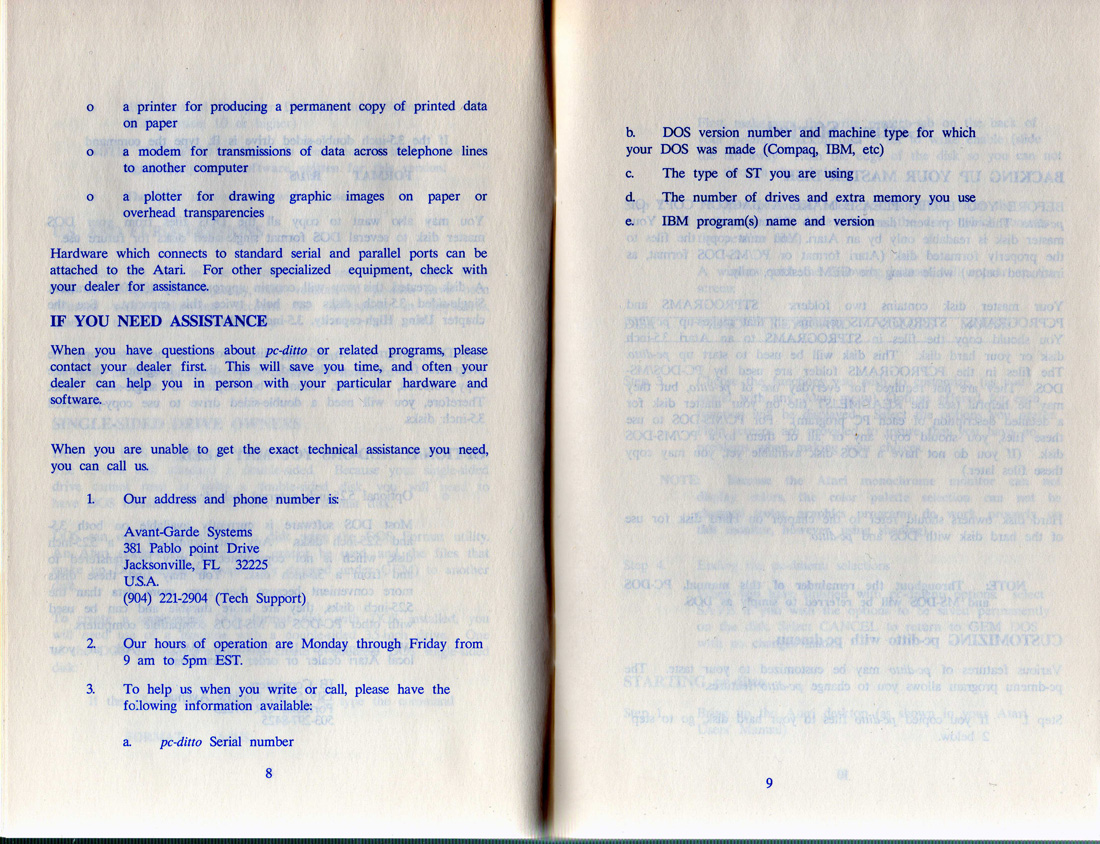 o a printer for producing a permanent copy of printed data
on paper
o a modem for transmissions of data across telephone lines
to another computer
o a plotter for drawing graphic images on paper or
overhead transparencies
Hardware which connects to standard serial and parallel ports can be
attached to the Atari. For other specialized equipment, check with
your dealer for assistance.
IF YOU NEED ASSISTANCE
When you have questions about pc-ditto or related programs, please
contact your dealer first. This will save you time, and often your
dealer can help you in person with your particular hardware and
software.
When you are unable to get the exact technical assistance you need,
you can call us.
1. Our address and phone number is:
Avant-Garde Systems
381 Pablo point Drive
Jacksonville, FL 32225
U.S.A.
(904) 221-2904 (Tech Support)
2. Our hours of operation are Monday through Friday from
9 am to 5pm EST.
3. To help us when you write or call, please have the
following information available:
a. pc-ditto Serial number
8
b. DOS version number and machine type for which
your DOS was made (Compaq, IBM, etc)
c. The type of ST you are using
d. The number of drives and extra memory you use
e. IBM program(s) name and version
9